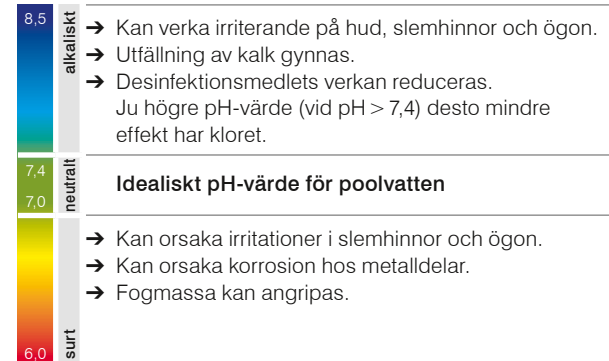 8,5
alkaliskt
➔ Kan verka irriterande på hud, slemhinnor och ögon.
➔ Utfällning av kalk gynnas.
➔ Desinfektionsmedlets verkan reduceras.
Ju högre pH-värde (vid pH > 7,4) desto mindre
effekt har kloret.
7,4
7,0
neutralt
Idealiskt pH-värde för poolvatten
➔ Kan orsaka irritationer i slemhinnor och ögon.
➔ Kan orsaka korrosion hos metalldelar.
➔ Fogmassa kan angripas.
6,0
surt